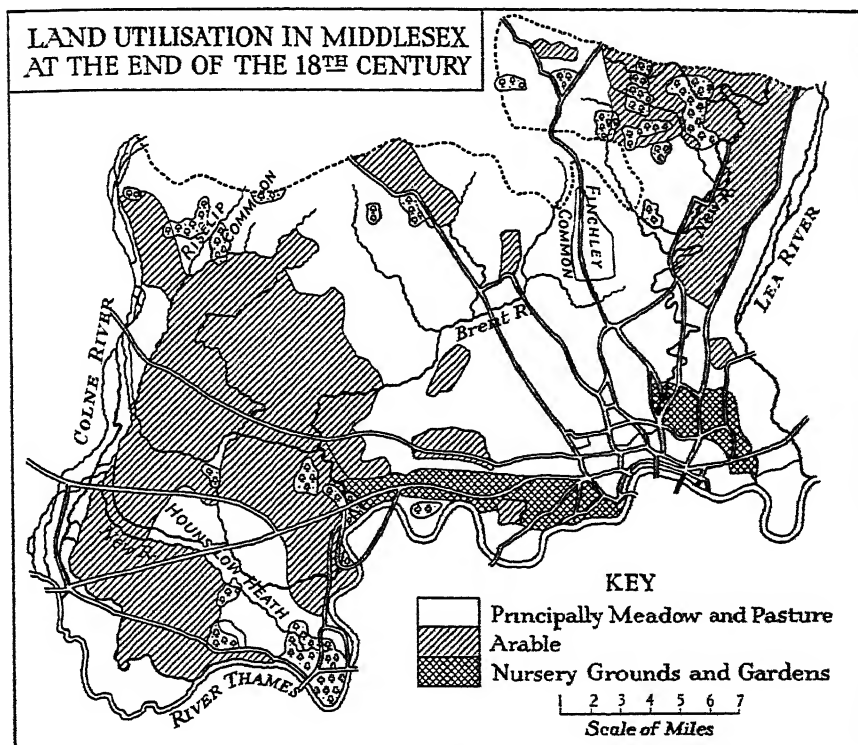 LAND UTILISATION IN MIDDLESEX
AT THE END OF THE 18TH CENTURY
RUISLIP
COMMON
FINCHLEY
COMMON
New R.
LEA RIVER
Brent R.
COLNE RIVER
New R.
HOUNSLOW HEATH
RIVER THAMES
KEY
Principally Meadow and Pasture
Arable
Nursery Grounds and Gardens
1 2 3 4 5 6 7
Scale of Miles